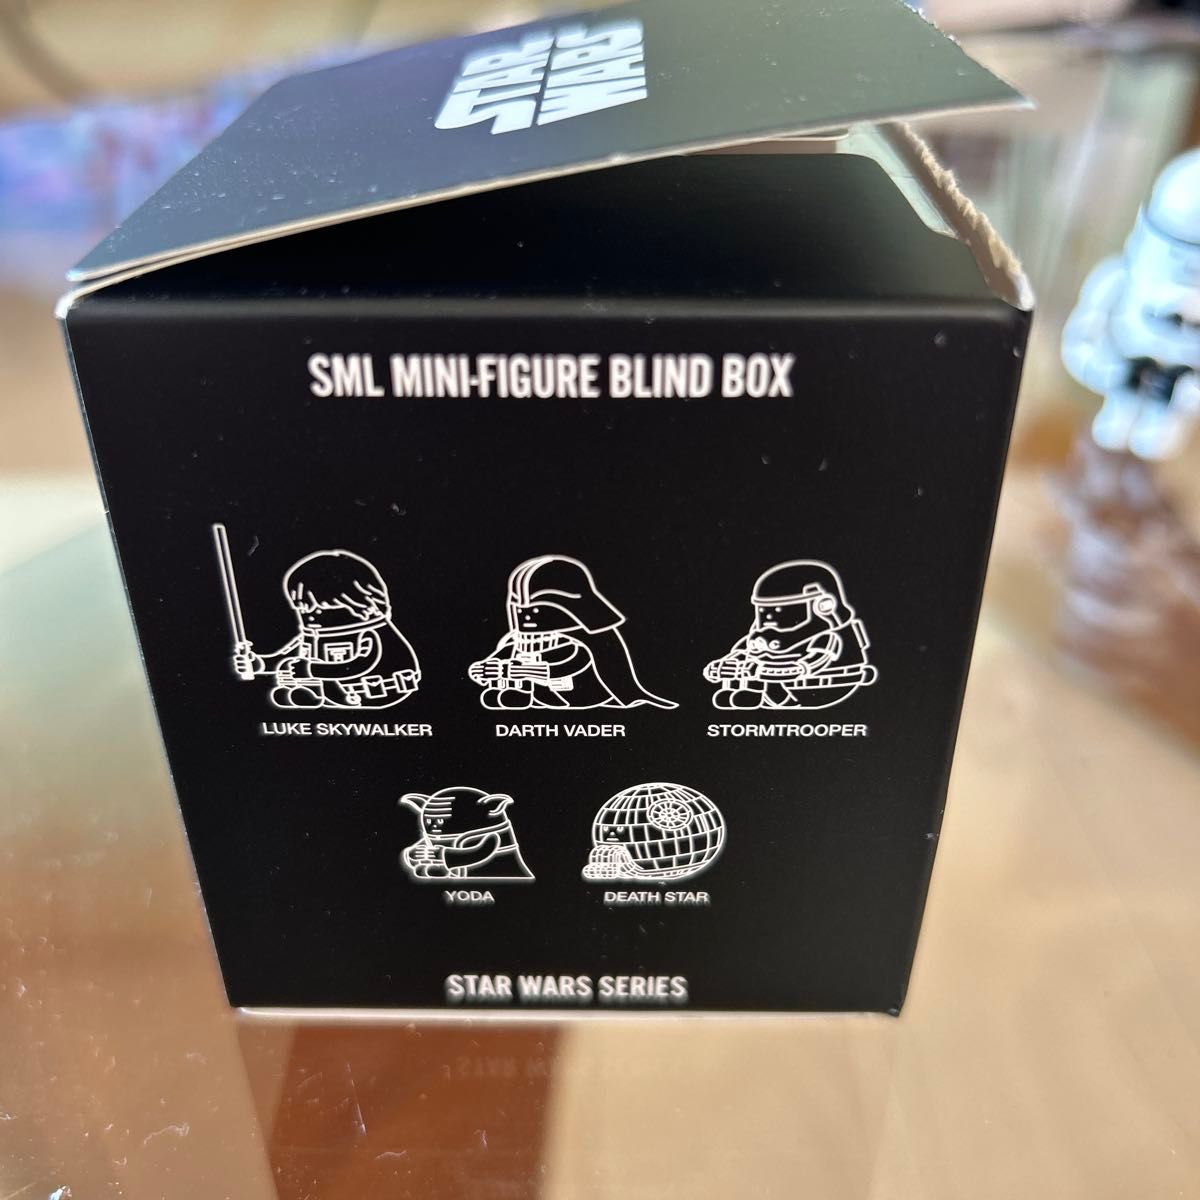 STAR
WARS
SML MINI-FIGURE BLIND BOX
LUKE SKYWALKER
DARTH VADER
STORMTROOPER
YODA
DEATH STAR
STAR WARS SERIES